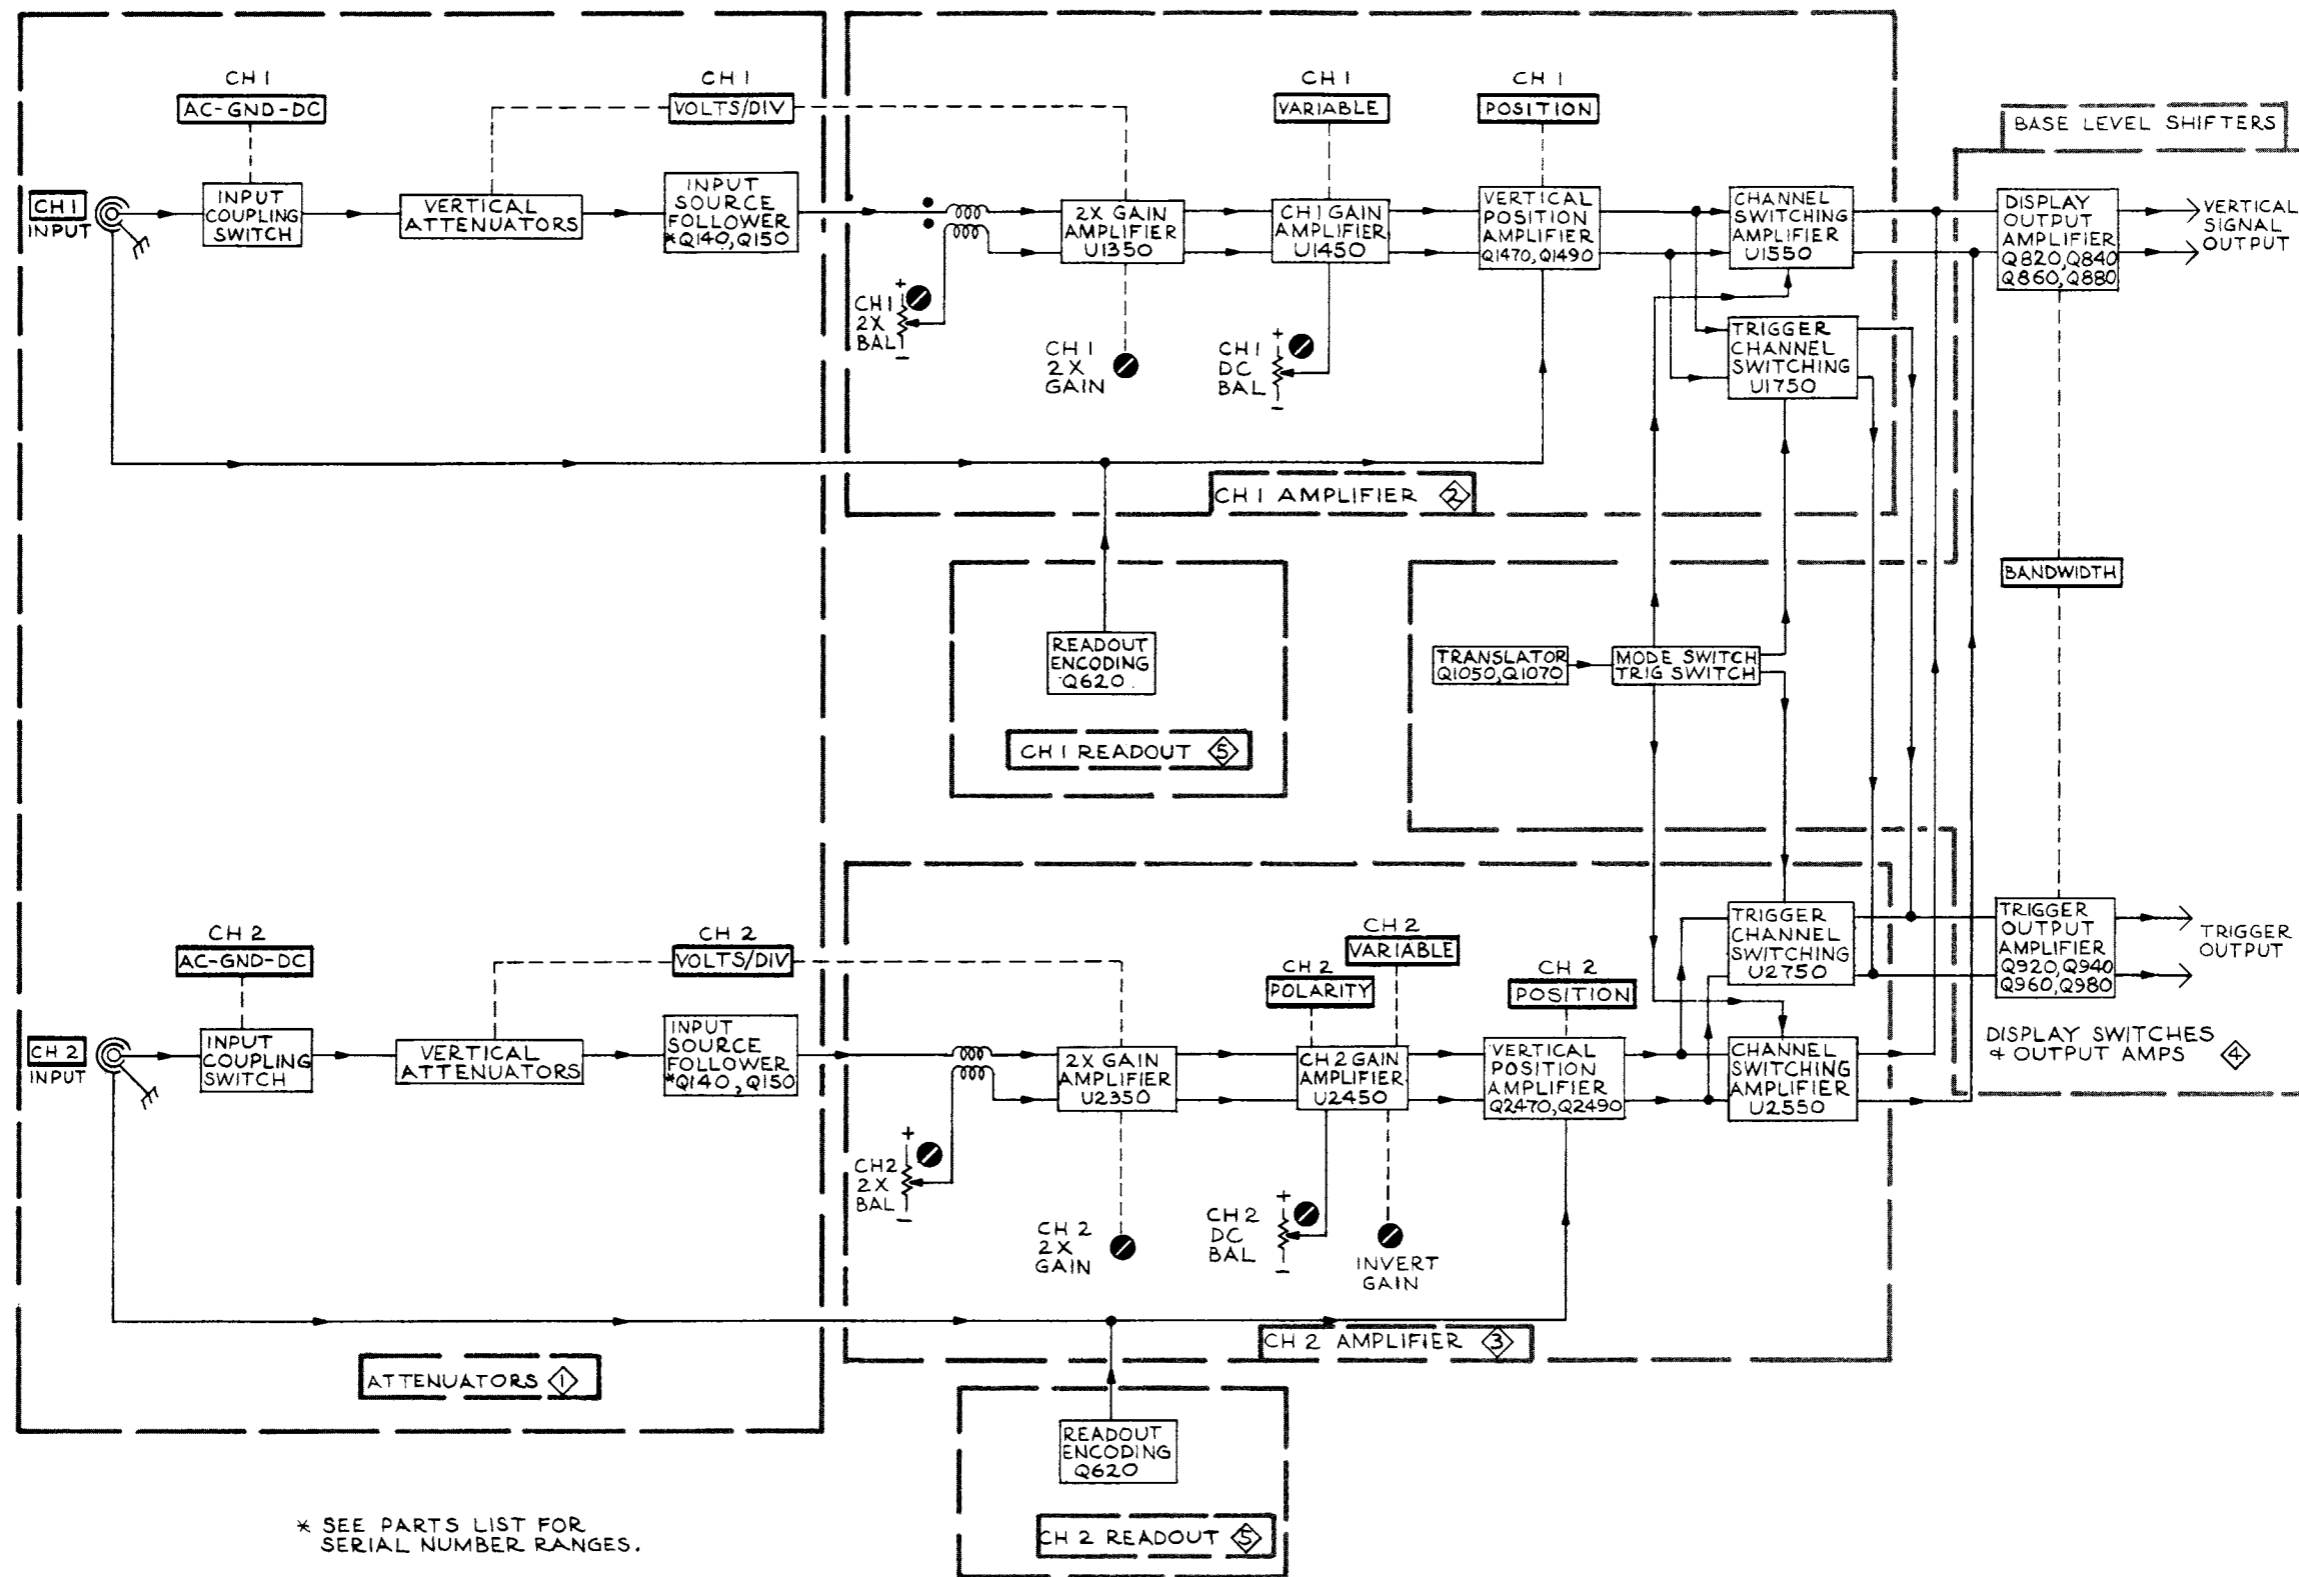 CH 1
AC-GND-DC
CH 1
VOLTS/DIV
CH 1
VARIABLE
CH 1
POSITION
BASE LEVEL SHIFTERS
CH 1
INPUT
INPUT
COUPLING
SWITCH
VERTICAL
ATTENUATORS
INPUT
SOURCE
FOLLOWER
*Q140, Q150
2X GAIN
AMPLIFIER
U1350
CH 1 GAIN
AMPLIFIER
U1450
VERTICAL
POSITION
AMPLIFIER
Q1470, Q1490
CHANNEL
SWITCHING
AMPLIFIER
U1550
DISPLAY
OUTPUT
AMPLIFIER
Q820, Q840
Q860, Q880
VERTICAL
SIGNAL
OUTPUT
+
CH 1
2X
BAL
−
CH 1
2X
GAIN
+
CH 1
DC
BAL
−
TRIGGER
CHANNEL
SWITCHING
U1750
CH 1 AMPLIFIER 2
BANDWIDTH
READOUT
ENCODING
Q620
TRANSLATOR
Q1050, Q1070
MODE SWITCH
TRIG SWITCH
CH 1 READOUT 5
CH 2
AC-GND-DC
CH 2
VOLTS/DIV
CH 2
POLARITY
CH 2
VARIABLE
CH 2
POSITION
TRIGGER
CHANNEL
SWITCHING
U2750
TRIGGER
OUTPUT
AMPLIFIER
Q920, Q940
Q960, Q980
TRIGGER
OUTPUT
CH 2
INPUT
INPUT
COUPLING
SWITCH
VERTICAL
ATTENUATORS
INPUT
SOURCE
FOLLOWER
*Q140, Q150
2X GAIN
AMPLIFIER
U2350
CH 2 GAIN
AMPLIFIER
U2450
VERTICAL
POSITION
AMPLIFIER
Q2470, Q2490
CHANNEL
SWITCHING
AMPLIFIER
U2550
DISPLAY SWITCHES
& OUTPUT AMPS 4
+
CH 2
2X
BAL
−
CH 2
2X
GAIN
+
CH 2
DC
BAL
−
INVERT
GAIN
CH 2 AMPLIFIER 3
ATTENUATORS 1
READOUT
ENCODING
Q620
CH 2 READOUT 5
* SEE PARTS LIST FOR
SERIAL NUMBER RANGES.